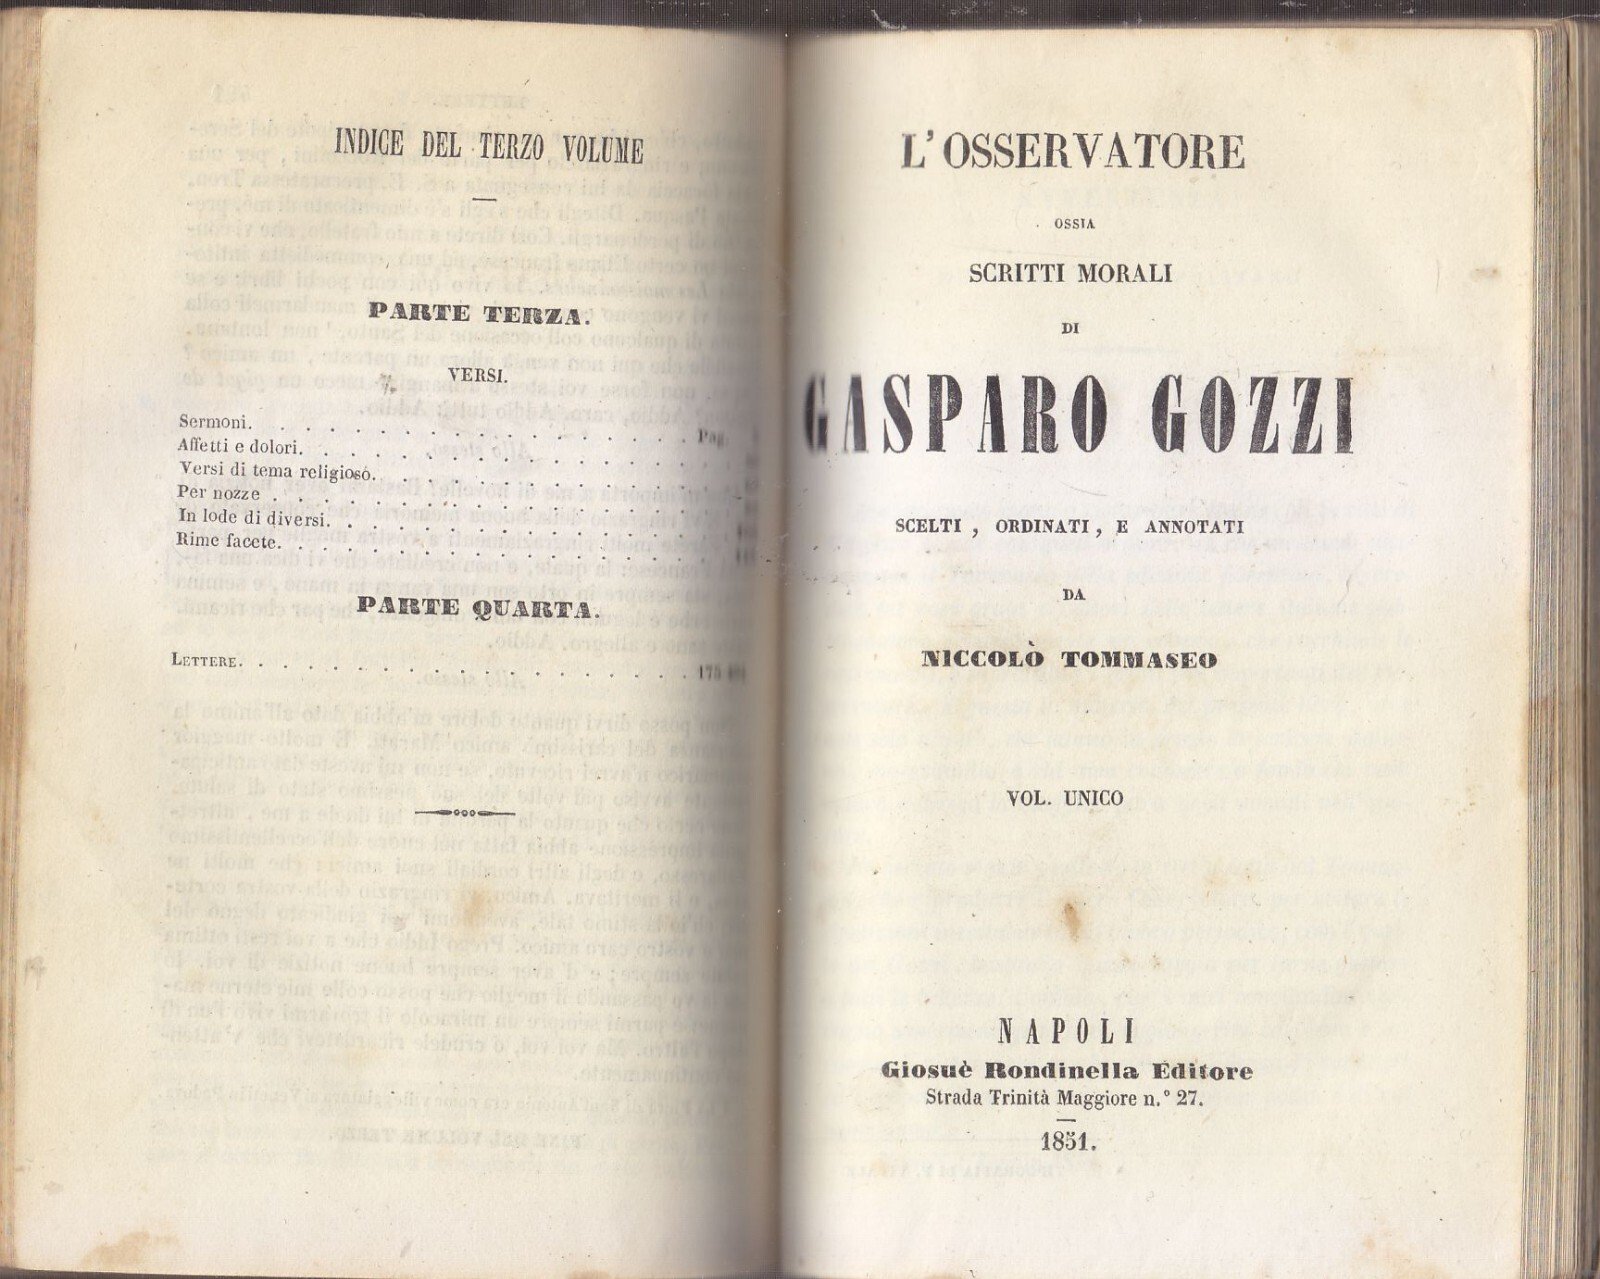 INDICE DEL TERZO VOLUME
PARTE TERZA.
VERSI.
Sermoni. . . . . . . . . . . . . . . . . . Pag.
Affetti e dolori. . . . . . . . . . . . . . . . . .
Versi di tema religioso. . . . . . . . . . . . . . .
Per nozze . . . . . . . . . . . . . . . . . . .
In lode di diversi. . . . . . . . . . . . . . . . .
Rime facete. . . . . . . . . . . . . . . . . . .
PARTE QUARTA.
LETTERE. . . . . . . . . . . . . . . . . . . 175
L'OSSERVATORE
OSSIA
SCRITTI MORALI
DI
GASPARO GOZZI
SCELTI , ORDINATI , E ANNOTATI
DA
NICCOLÒ TOMMASEO
VOL. UNICO
NAPOLI
Giosuè Rondinella Editore
Strada Trinità Maggiore n.° 27.
1851.